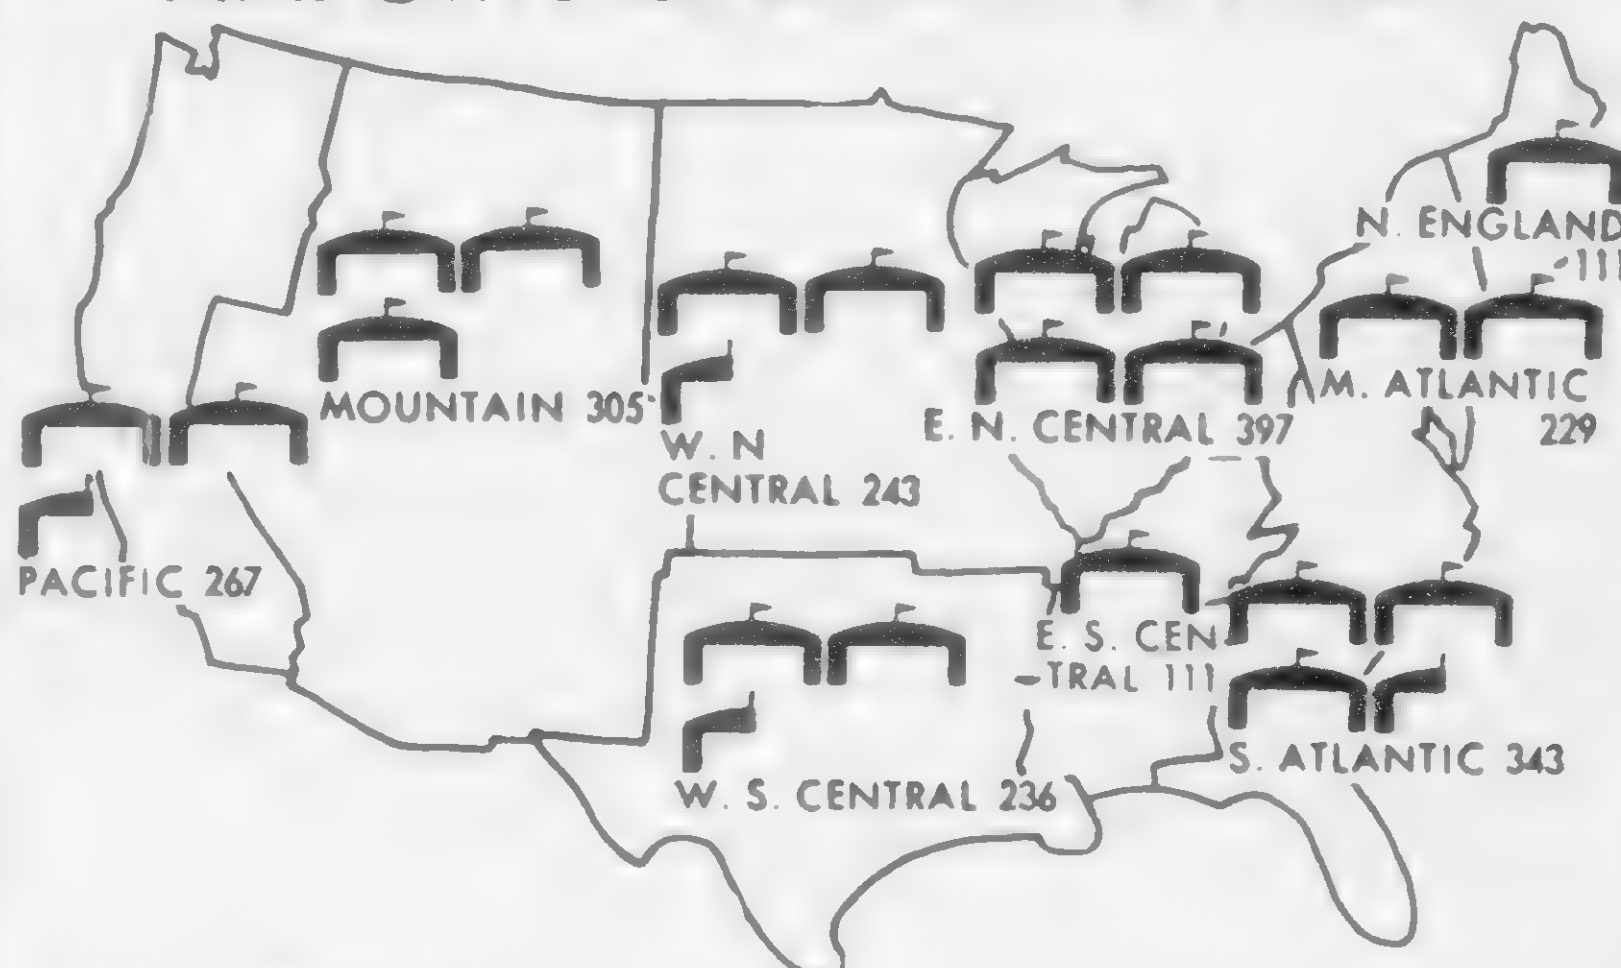 N. ENGLAND
111
MOUNTAIN 305
M. ATLANTIC
229
E. N. CENTRAL 397
W. N
CENTRAL 243
PACIFIC 267
E. S. CEN
-TRAL 111
S. ATLANTIC 343
W. S. CENTRAL 236